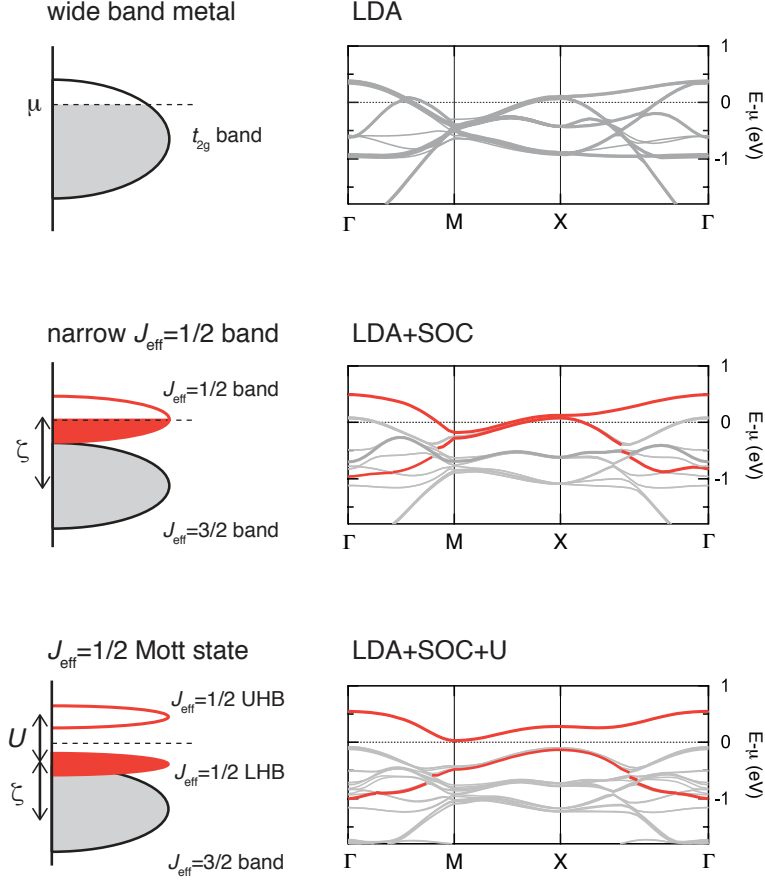 wide band metal
LDA
μ
t2g band
1
0
-1
E-μ (eV)
Γ
M
X
Γ
narrow Jeff=1/2 band
LDA+SOC
Jeff=1/2 band
ζ
Jeff=3/2 band
1
0
-1
E-μ (eV)
Γ
M
X
Γ
Jeff=1/2 Mott state
LDA+SOC+U
Jeff=1/2 UHB
U
Jeff=1/2 LHB
ζ
Jeff=3/2 band
1
0
-1
E-μ (eV)
Γ
M
X
Γ